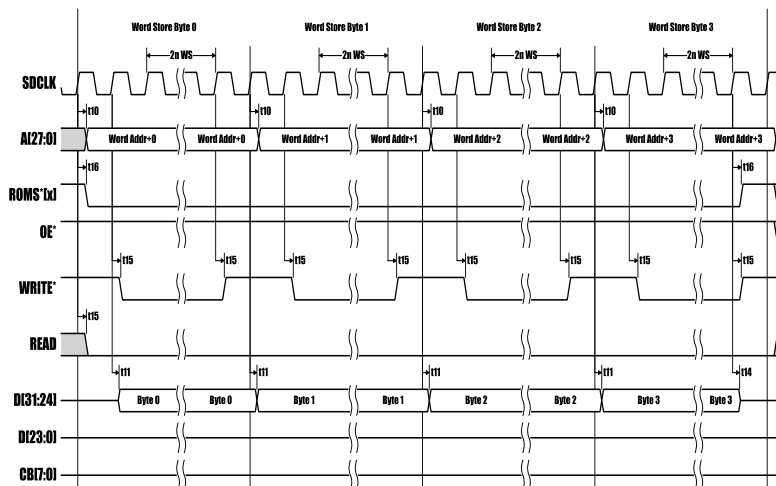 Word Store Byte 0 Word Store Byte 1 Word Store Byte 2 Word Store Byte 3
2n WS 2n WS 2n WS 2n WS
SDCLK
t10 t10 t10 t10
A[27:0] Word Addr+0 Word Addr+0 Word Addr+1 Word Addr+1 Word Addr+2 Word Addr+2 Word Addr+3 Word Addr+3
t16 t16
ROMS*[x]
OE*
t15 t15 t15 t15 t15 t15 t15 t15
WRITE*
t15
READ
t11 t11 t11 t11 t14
D[31:24] Byte 0 Byte 0 Byte 1 Byte 1 Byte 2 Byte 2 Byte 3 Byte 3
D[23:0]
CB[7:0]